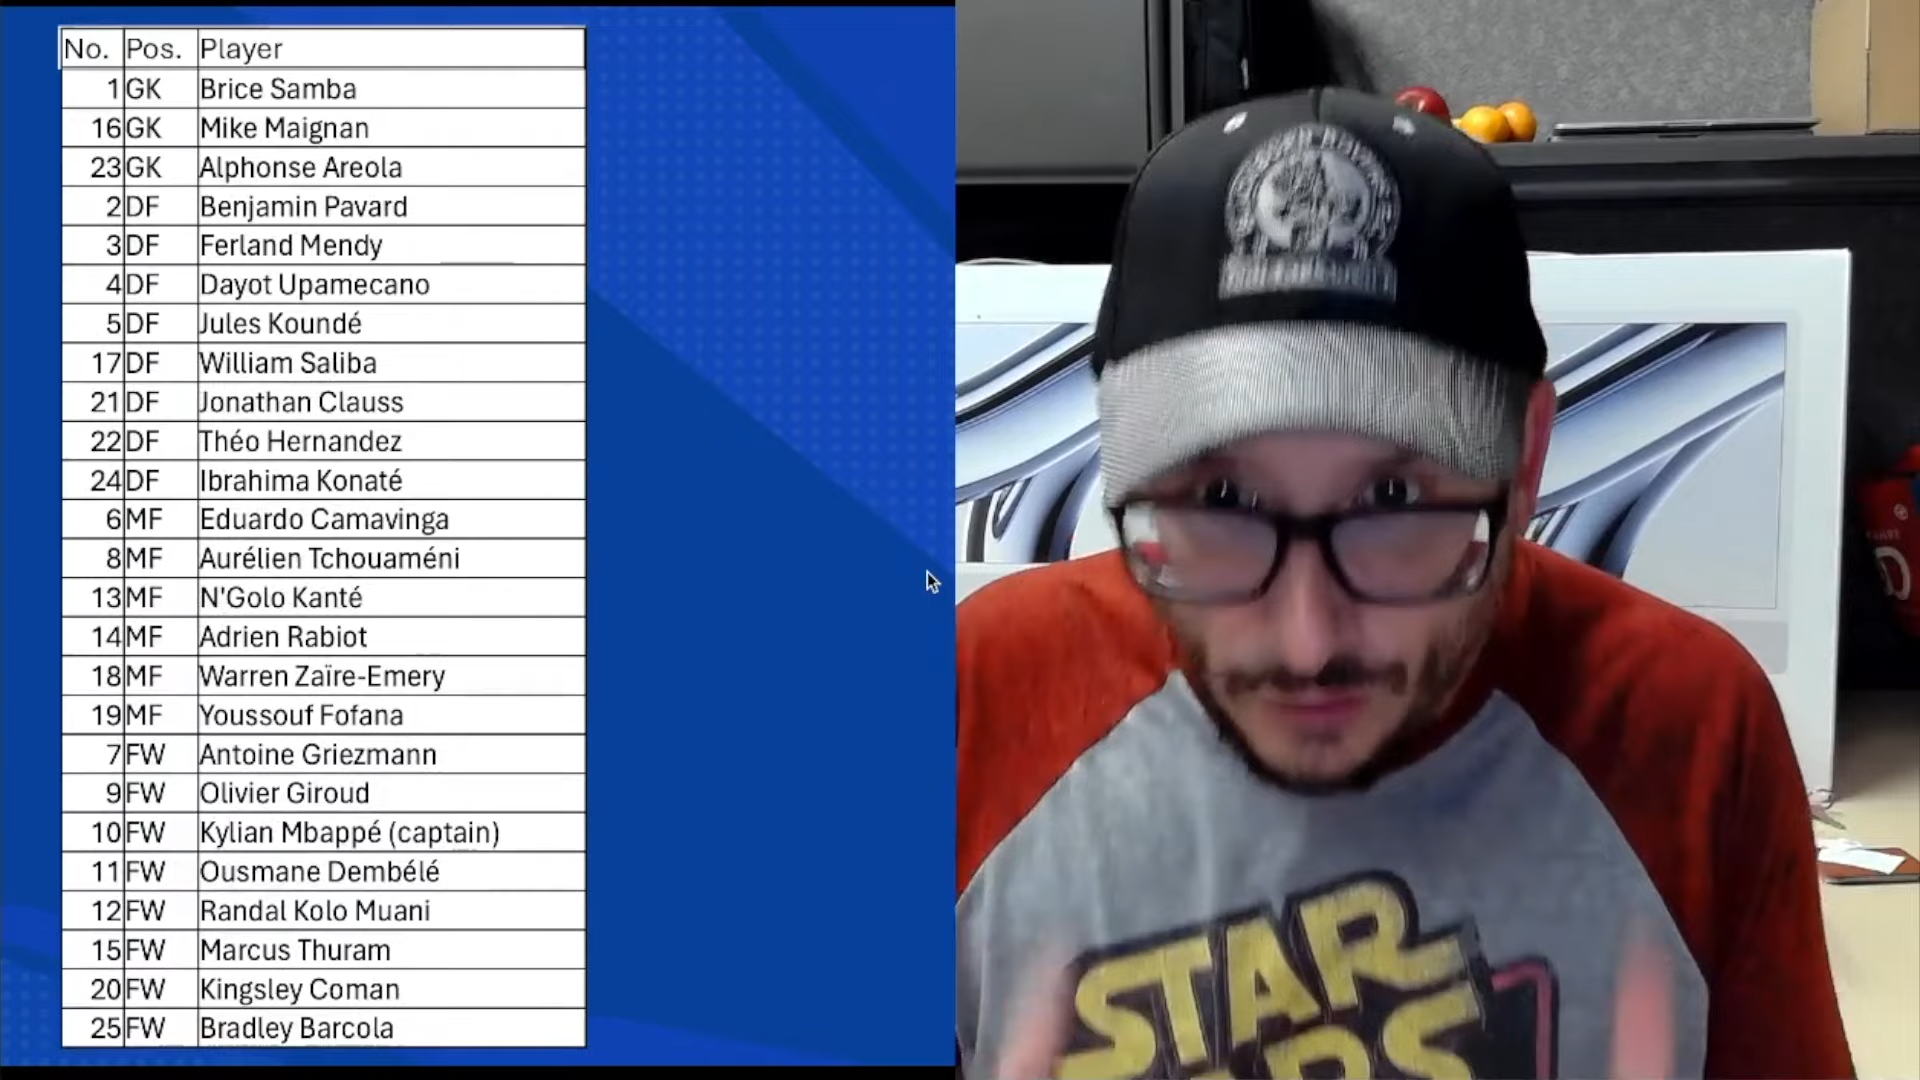 No. Pos. Player
1 GK Brice Samba
16 GK Mike Maignan
23 GK Alphonse Areola
2 DF Benjamin Pavard
3 DF Ferland Mendy
4 DF Dayot Upamecano
5 DF Jules Koundé
17 DF William Saliba
21 DF Jonathan Clauss
22 DF Théo Hernandez
24 DF Ibrahima Konaté
6 MF Eduardo Camavinga
8 MF Aurélien Tchouaméni
13 MF N'Golo Kanté
14 MF Adrien Rabiot
18 MF Warren Zaïre-Emery
19 MF Youssouf Fofana
7 FW Antoine Griezmann
9 FW Olivier Giroud
10 FW Kylian Mbappé (captain)
11 FW Ousmane Dembélé
12 FW Randal Kolo Muani
15 FW Marcus Thuram
20 FW Kingsley Coman
25 FW Bradley Barcola
STAR